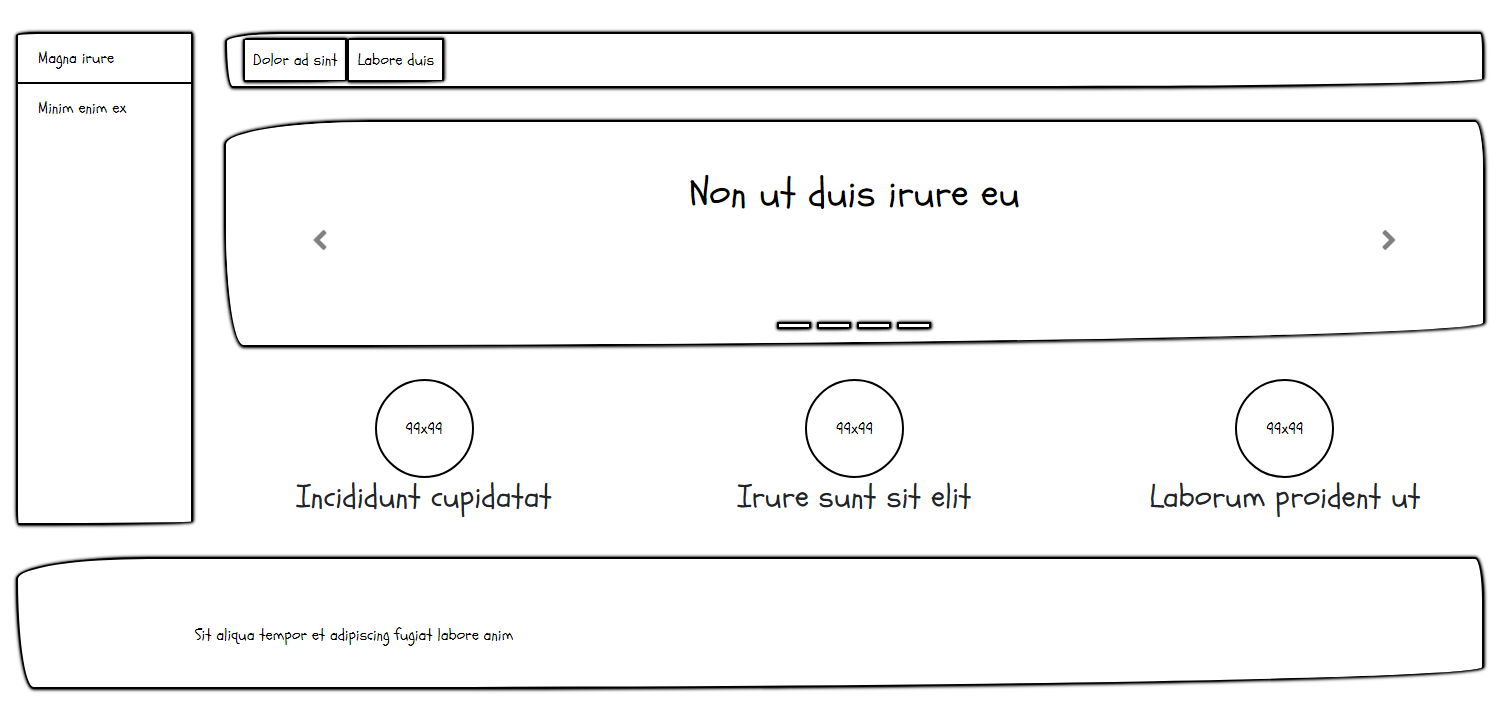 Magna irure
Minim enim ex
Dolor ad sint
Labore duis
Non ut duis irure eu
99x99
99x99
99x99
Incididunt cupidatat
Irure sunt sit elit
Laborum proident ut
Sit aliqua tempor et adipiscing fugiat labore anim